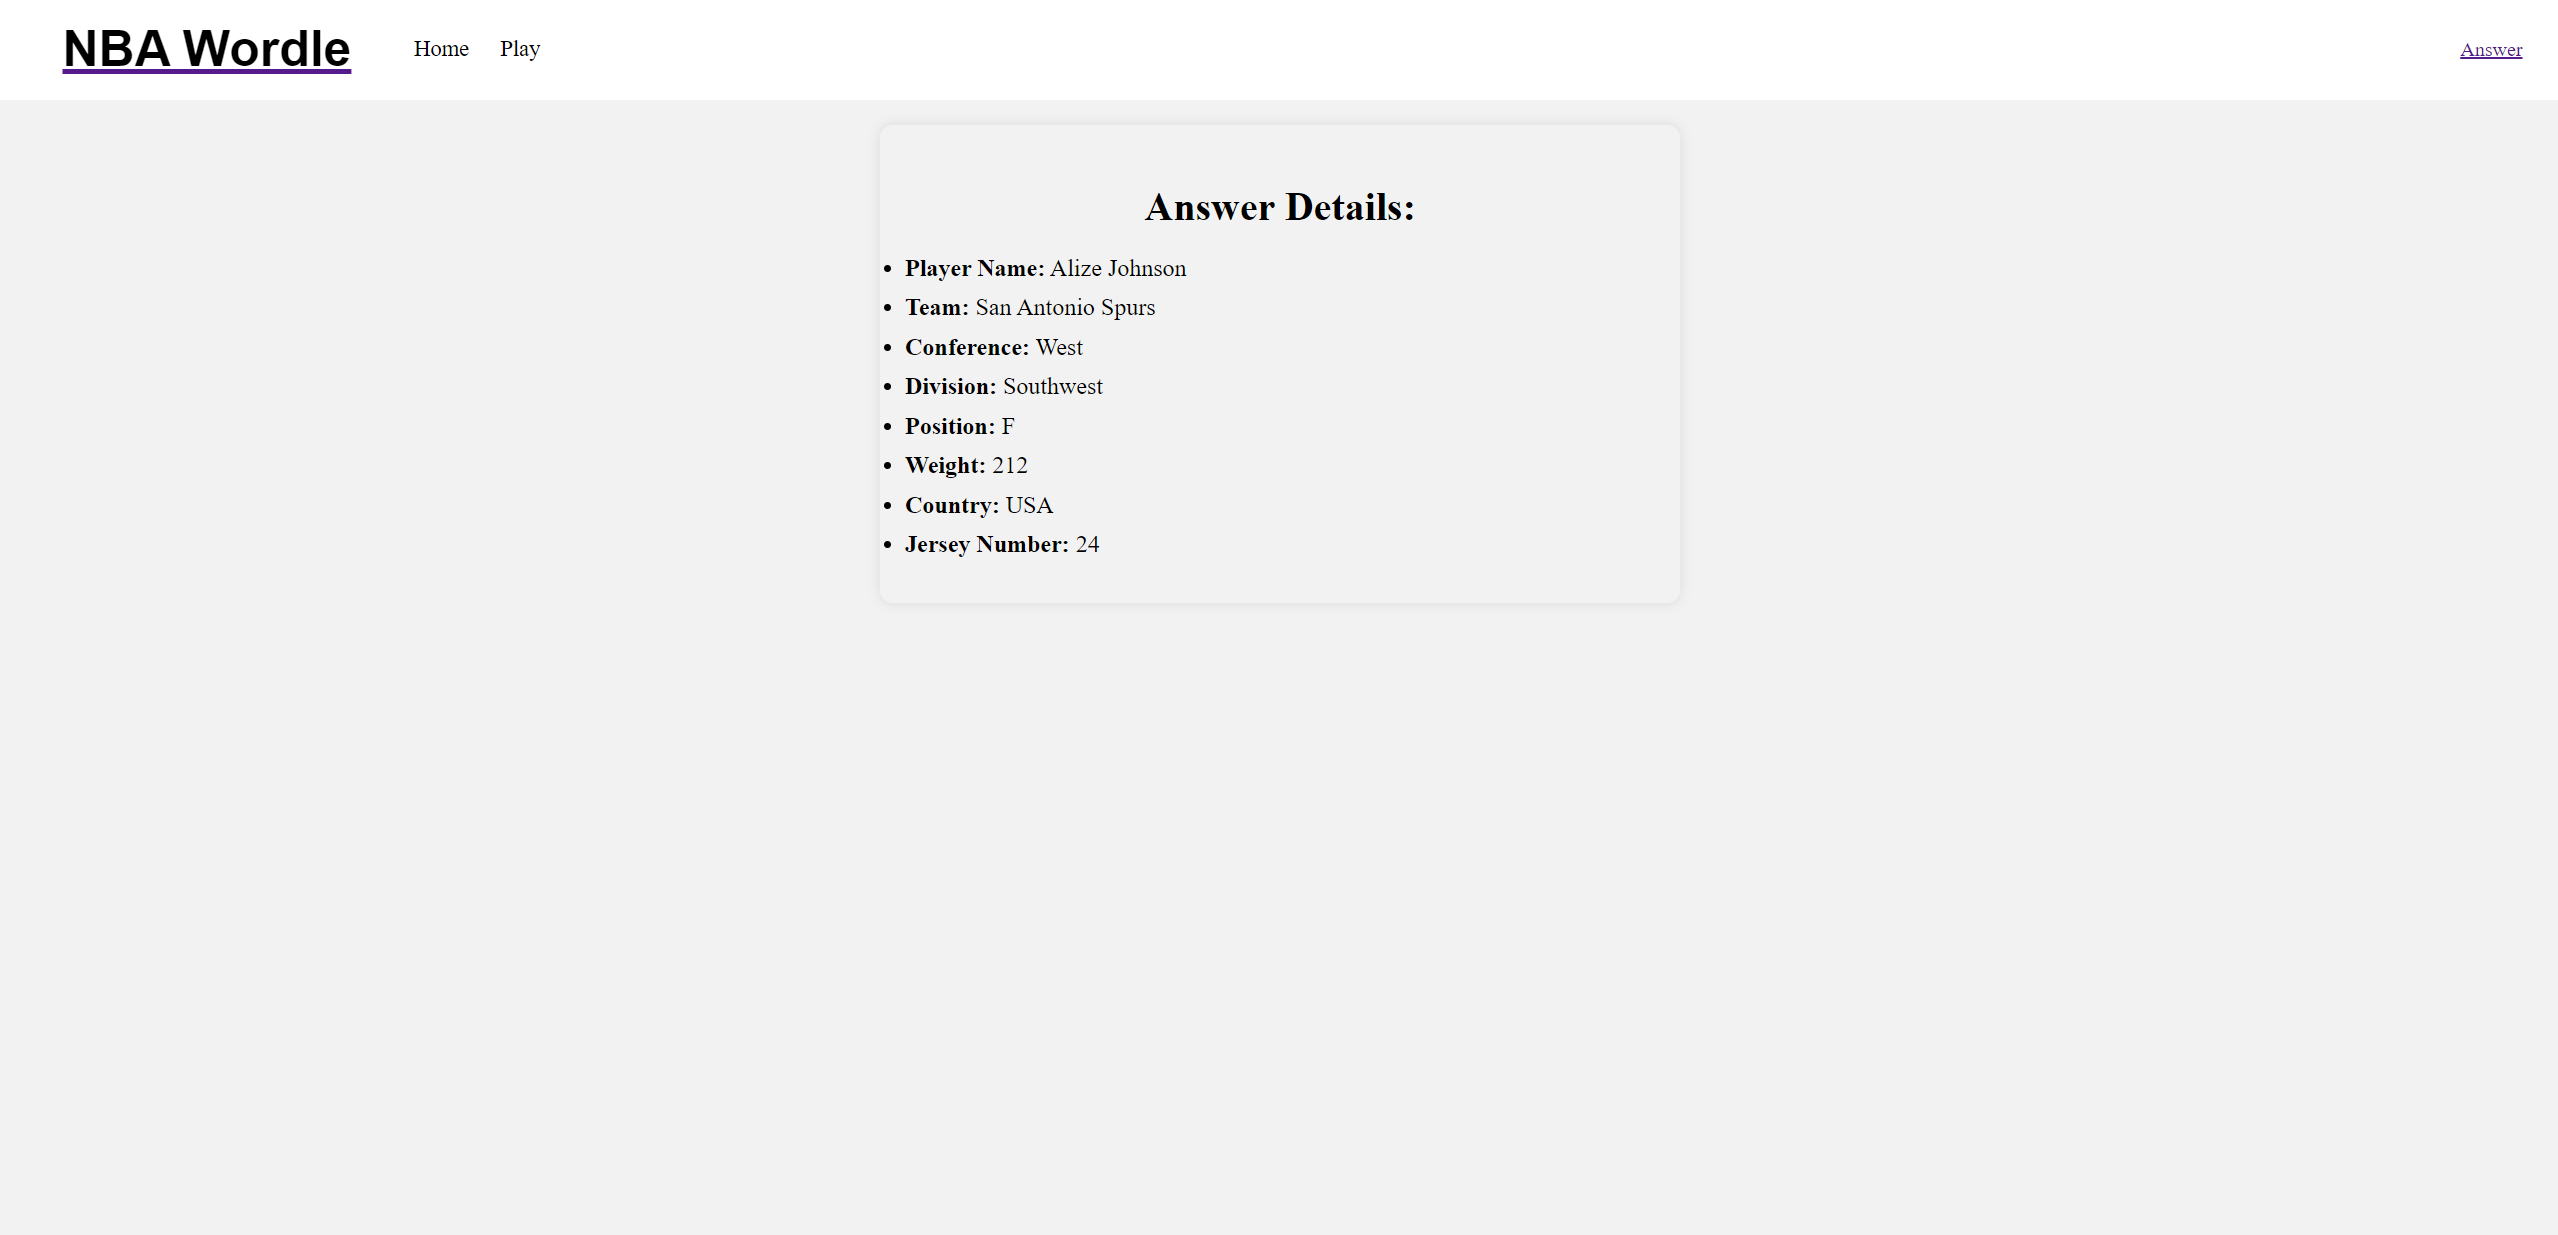 NBA Wordle Home Play Answer
Answer Details:
Player Name: Alize Johnson
Team: San Antonio Spurs
Conference: West
Division: Southwest
Position: F
Weight: 212
Country: USA
Jersey Number: 24